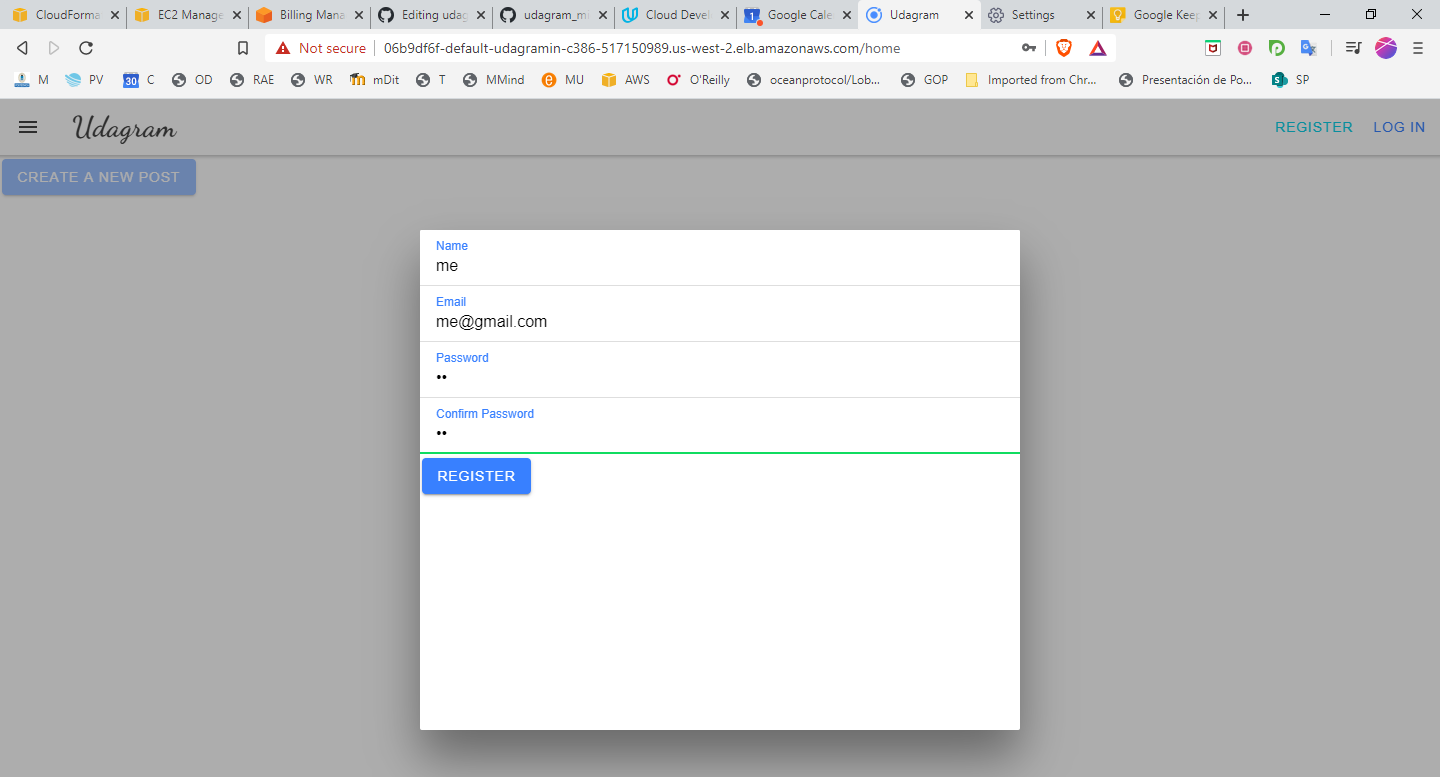 CloudForma EC2 Manage Billing Mana Editing udag udagram_m Cloud Devel 1 Google Cale Udagram Settings Google Keep
Not secure 06b9df6f-default-udagramin-c386-517150989.us-west-2.elb.amazonaws.com/home
M PV 30 C OD RAE WR m mDit T MMind e MU AWS O'Reilly oceanprotocol/Lob... GOP Imported from Chr... Presentación de Po... S SP
Udagram REGISTER LOG IN
CREATE A NEW POST
Name
me
Email
me@gmail.com
Password
••
Confirm Password
••
REGISTER